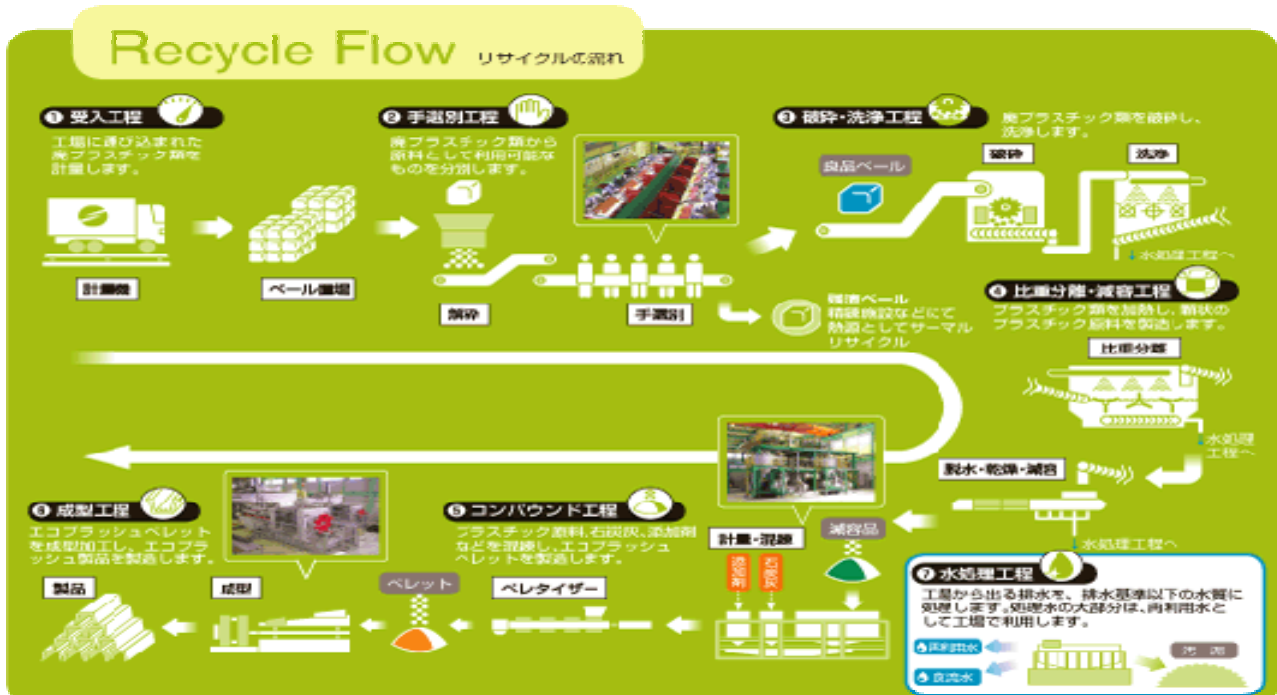 Recycle Flow リサイクルの流れ
❶ 受入工程
工場に運び込まれた
廃プラスチック類を
計量します。
計量機
ベール置場
❷ 手選別工程
廃プラスチック類から
原料として利用可能な
ものを分別します。
解砕
手選別
❸ 破砕・洗浄工程
廃プラスチック類を破砕し、
洗浄します。
良品ベール
破砕
洗浄
水処理工程へ
ベール
精錬施設などにて
熱源としてサーマル
リサイクル
❹ 比重分離・減容工程
プラスチック類を加熱し、顆状の
プラスチック原料を製造します。
比重分離
水処理
工程へ
脱水・乾燥・減容
水処理工程へ
❺ コンパウンド工程
プラスチック原料、石炭灰、添加剤
などを混練し、エコプラッシュ
ペレットを製造します。
計量・混練
減容品
添加剤
石炭灰
ペレタイザー
ペレット
❻ 成型工程
エコプラッシュペレット
を成型加工し、エコプラ
ッシュ製品を製造します。
成型
製品
❼ 水処理工程
工場から出る排水を、排水基準以下の水質に
処理します。処理水の大部分は、再利用水と
して工場で利用します。
再利用水
放流水
汚泥